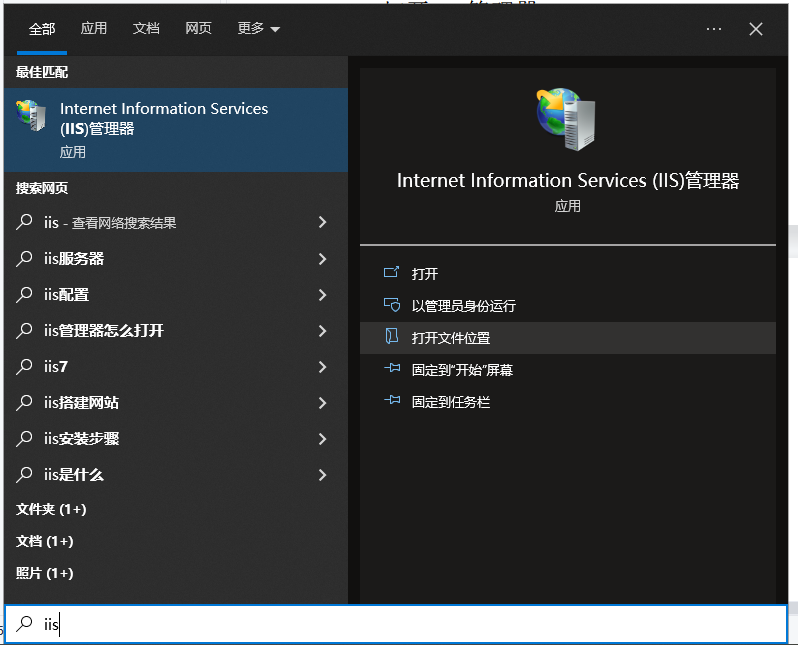 全部 应用 文档 网页 更多
最佳匹配
Internet Information Services
(IIS)管理器
应用
搜索网页
iis - 查看网络搜索结果
iis服务器
iis配置
iis管理器怎么打开
iis7
iis搭建网站
iis安装步骤
iis是什么
文件夹 (1+)
文档 (1+)
照片 (1+)
Internet Information Services (IIS)管理器
应用
打开
以管理员身份运行
打开文件位置
固定到"开始"屏幕
固定到任务栏
iis